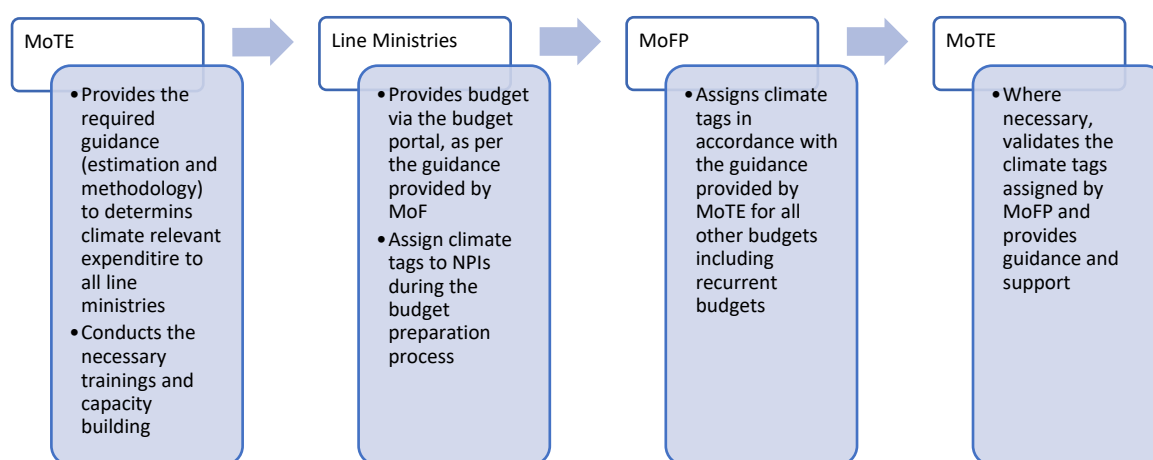 MoTE
•Provides the
required
guidance
(estimation and
methodology)
to determins
climate relevant
expenditire to
all line
ministries
•Conducts the
necessary
trainings and
capacity
building
Line Ministries
•Provides budget
via the budget
portal, as per
the guidance
provided by
MoF
•Assign climate
tags to NPIs
during the
budget
preparation
process
MoFP
•Assigns climate
tags in
accordance with
the guidance
provided by
MoTE for all
other budgets
including
recurrent
budgets
MoTE
•Where
necessary,
validates the
climate tags
assigned by
MoFP and
provides
guidance and
support